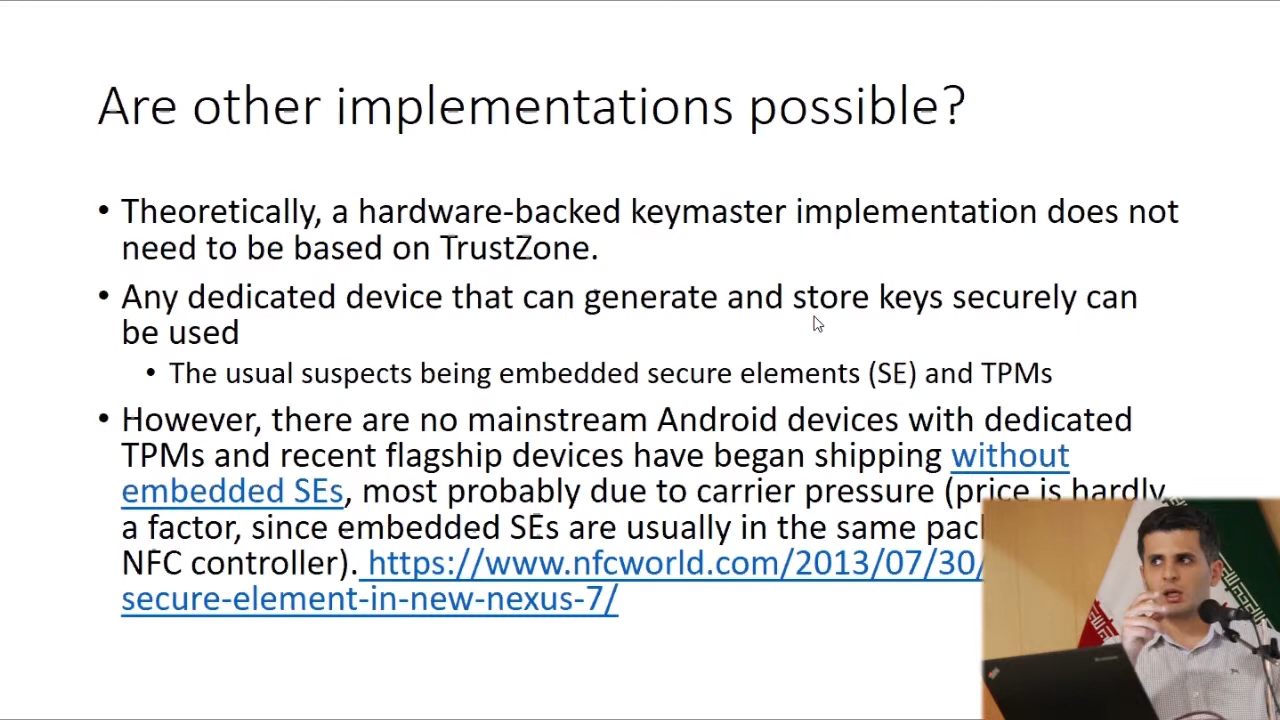 Are other implementations possible?
• Theoretically, a hardware-backed keymaster implementation does not
need to be based on TrustZone.
• Any dedicated device that can generate and store keys securely can
be used
• The usual suspects being embedded secure elements (SE) and TPMs
• However, there are no mainstream Android devices with dedicated
TPMs and recent flagship devices have began shipping without
embedded SEs, most probably due to carrier pressure (price is hardly
a factor, since embedded SEs are usually in the same
NFC controller). https://www.nfcworld.com/2013/07/30/
secure-element-in-new-nexus-7/